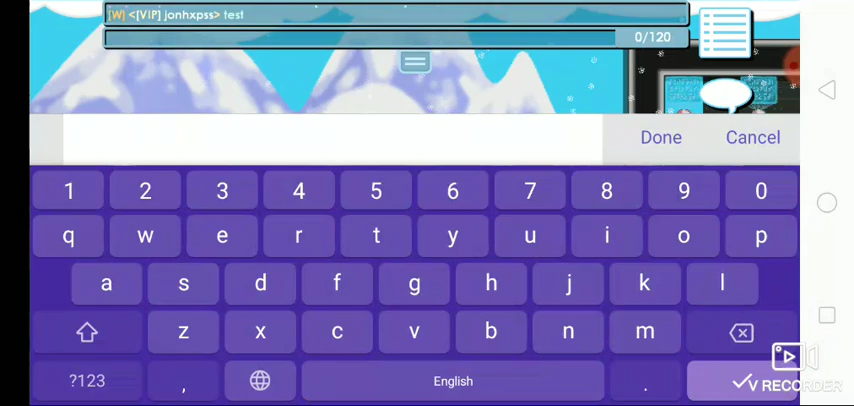 [W] <[VIP] jonhxpss> test
0/120
Done Cancel
1 2 3 4 5 6 7 8 9 0
q w e r t y u i o p
a s d f g h j k l
z x c v b n m
?123 , English .
V RECORDER